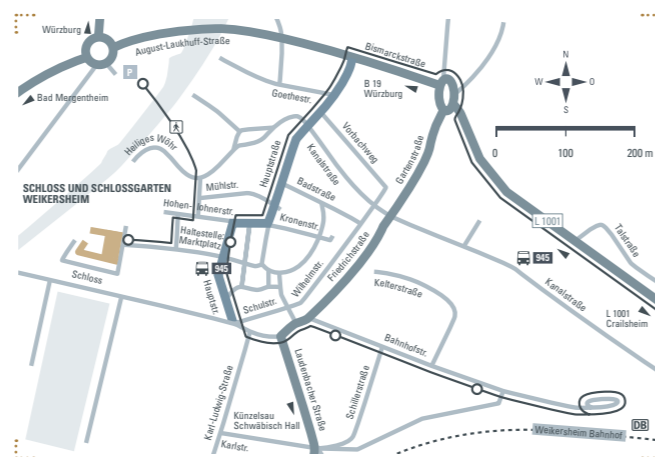 Würzburg
August-Laukhuff-Straße
Bismarckstraße
P
Bad Mergentheim
B 19
Würzburg
N
W O
S
Goethestr.
0 100 200 m
Heiliges Wöhr
Hauptstraße
Vorbachweg
Kanalstraße
Gartenstraße
SCHLOSS UND SCHLOSSGARTEN
WEIKERSHEIM
Mühlstr.
Badstraße
Hohen-lohnerstr.
Kronenstr.
L 1001
Talstraße
Haltestelle:
Marktplatz
945
945
Schloss
Hauptstr.
Wilhelmstr.
Friedrichstraße
Kelterstraße
Kanalstraße
Schulstr.
L 1001
Crailsheim
Bahnhofstr.
Karl-Ludwig-Straße
Laudenbacher Straße
Schillerstraße
Künzelsau
Schwäbisch Hall
Karlstr.
Weikersheim Bahnhof
DB